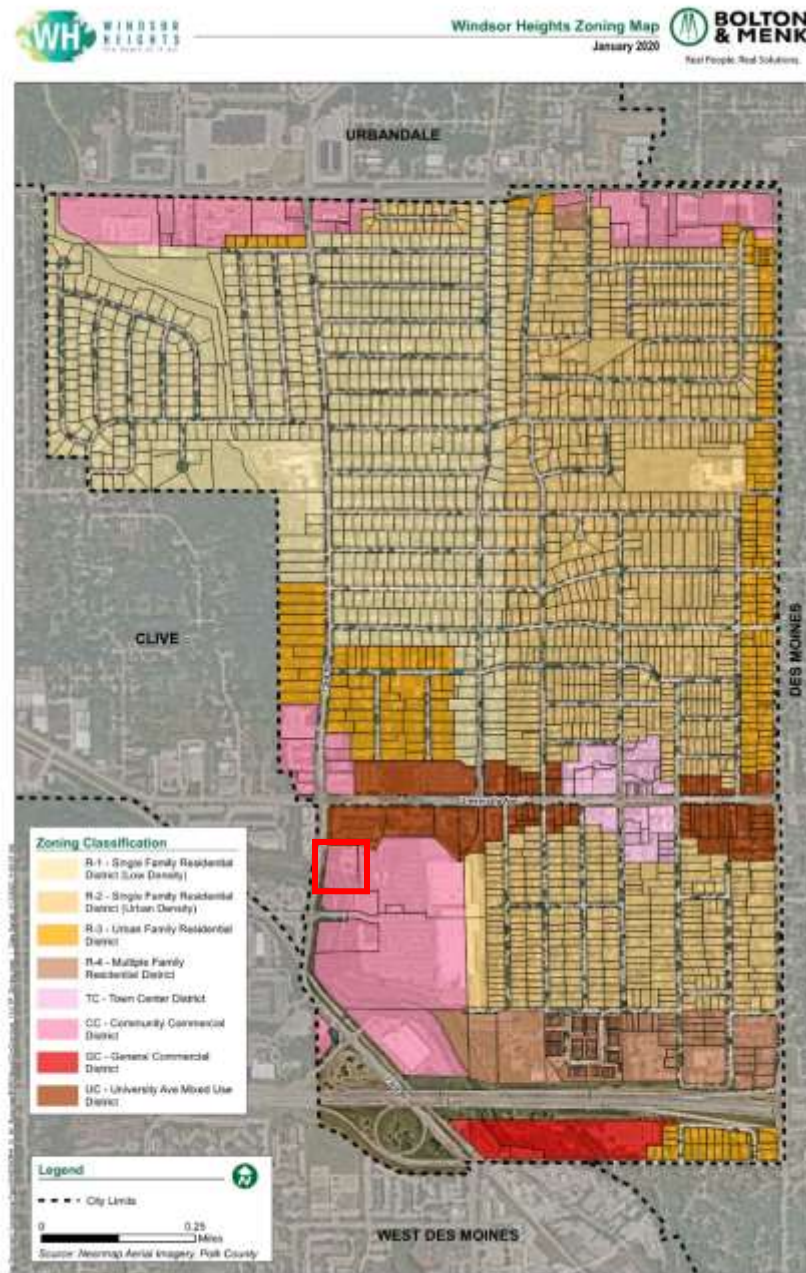 WH WINDSOR
HEIGHTS
Windsor Heights Zoning Map
January 2020
BOLTON
& MENK
Real People. Real Solutions.
URBANDALE
CLIVE
DES MOINES
Zoning Classification
R-1 - Single Family Residential
District (Low Density)
R-2 - Single Family Residential
District (Urban Density)
R-3 - Urban Family Residential
District
R-4 - Multiple Family
Residential District
TC - Town Center District
CC - Community Commercial
District
GC - General Commercial
District
UC - University Ave Mixed Use
District
Legend
N
City Limits
0 0.25
Miles
Source: Nearmap Aerial Imagery, Polk County
WEST DES MOINES